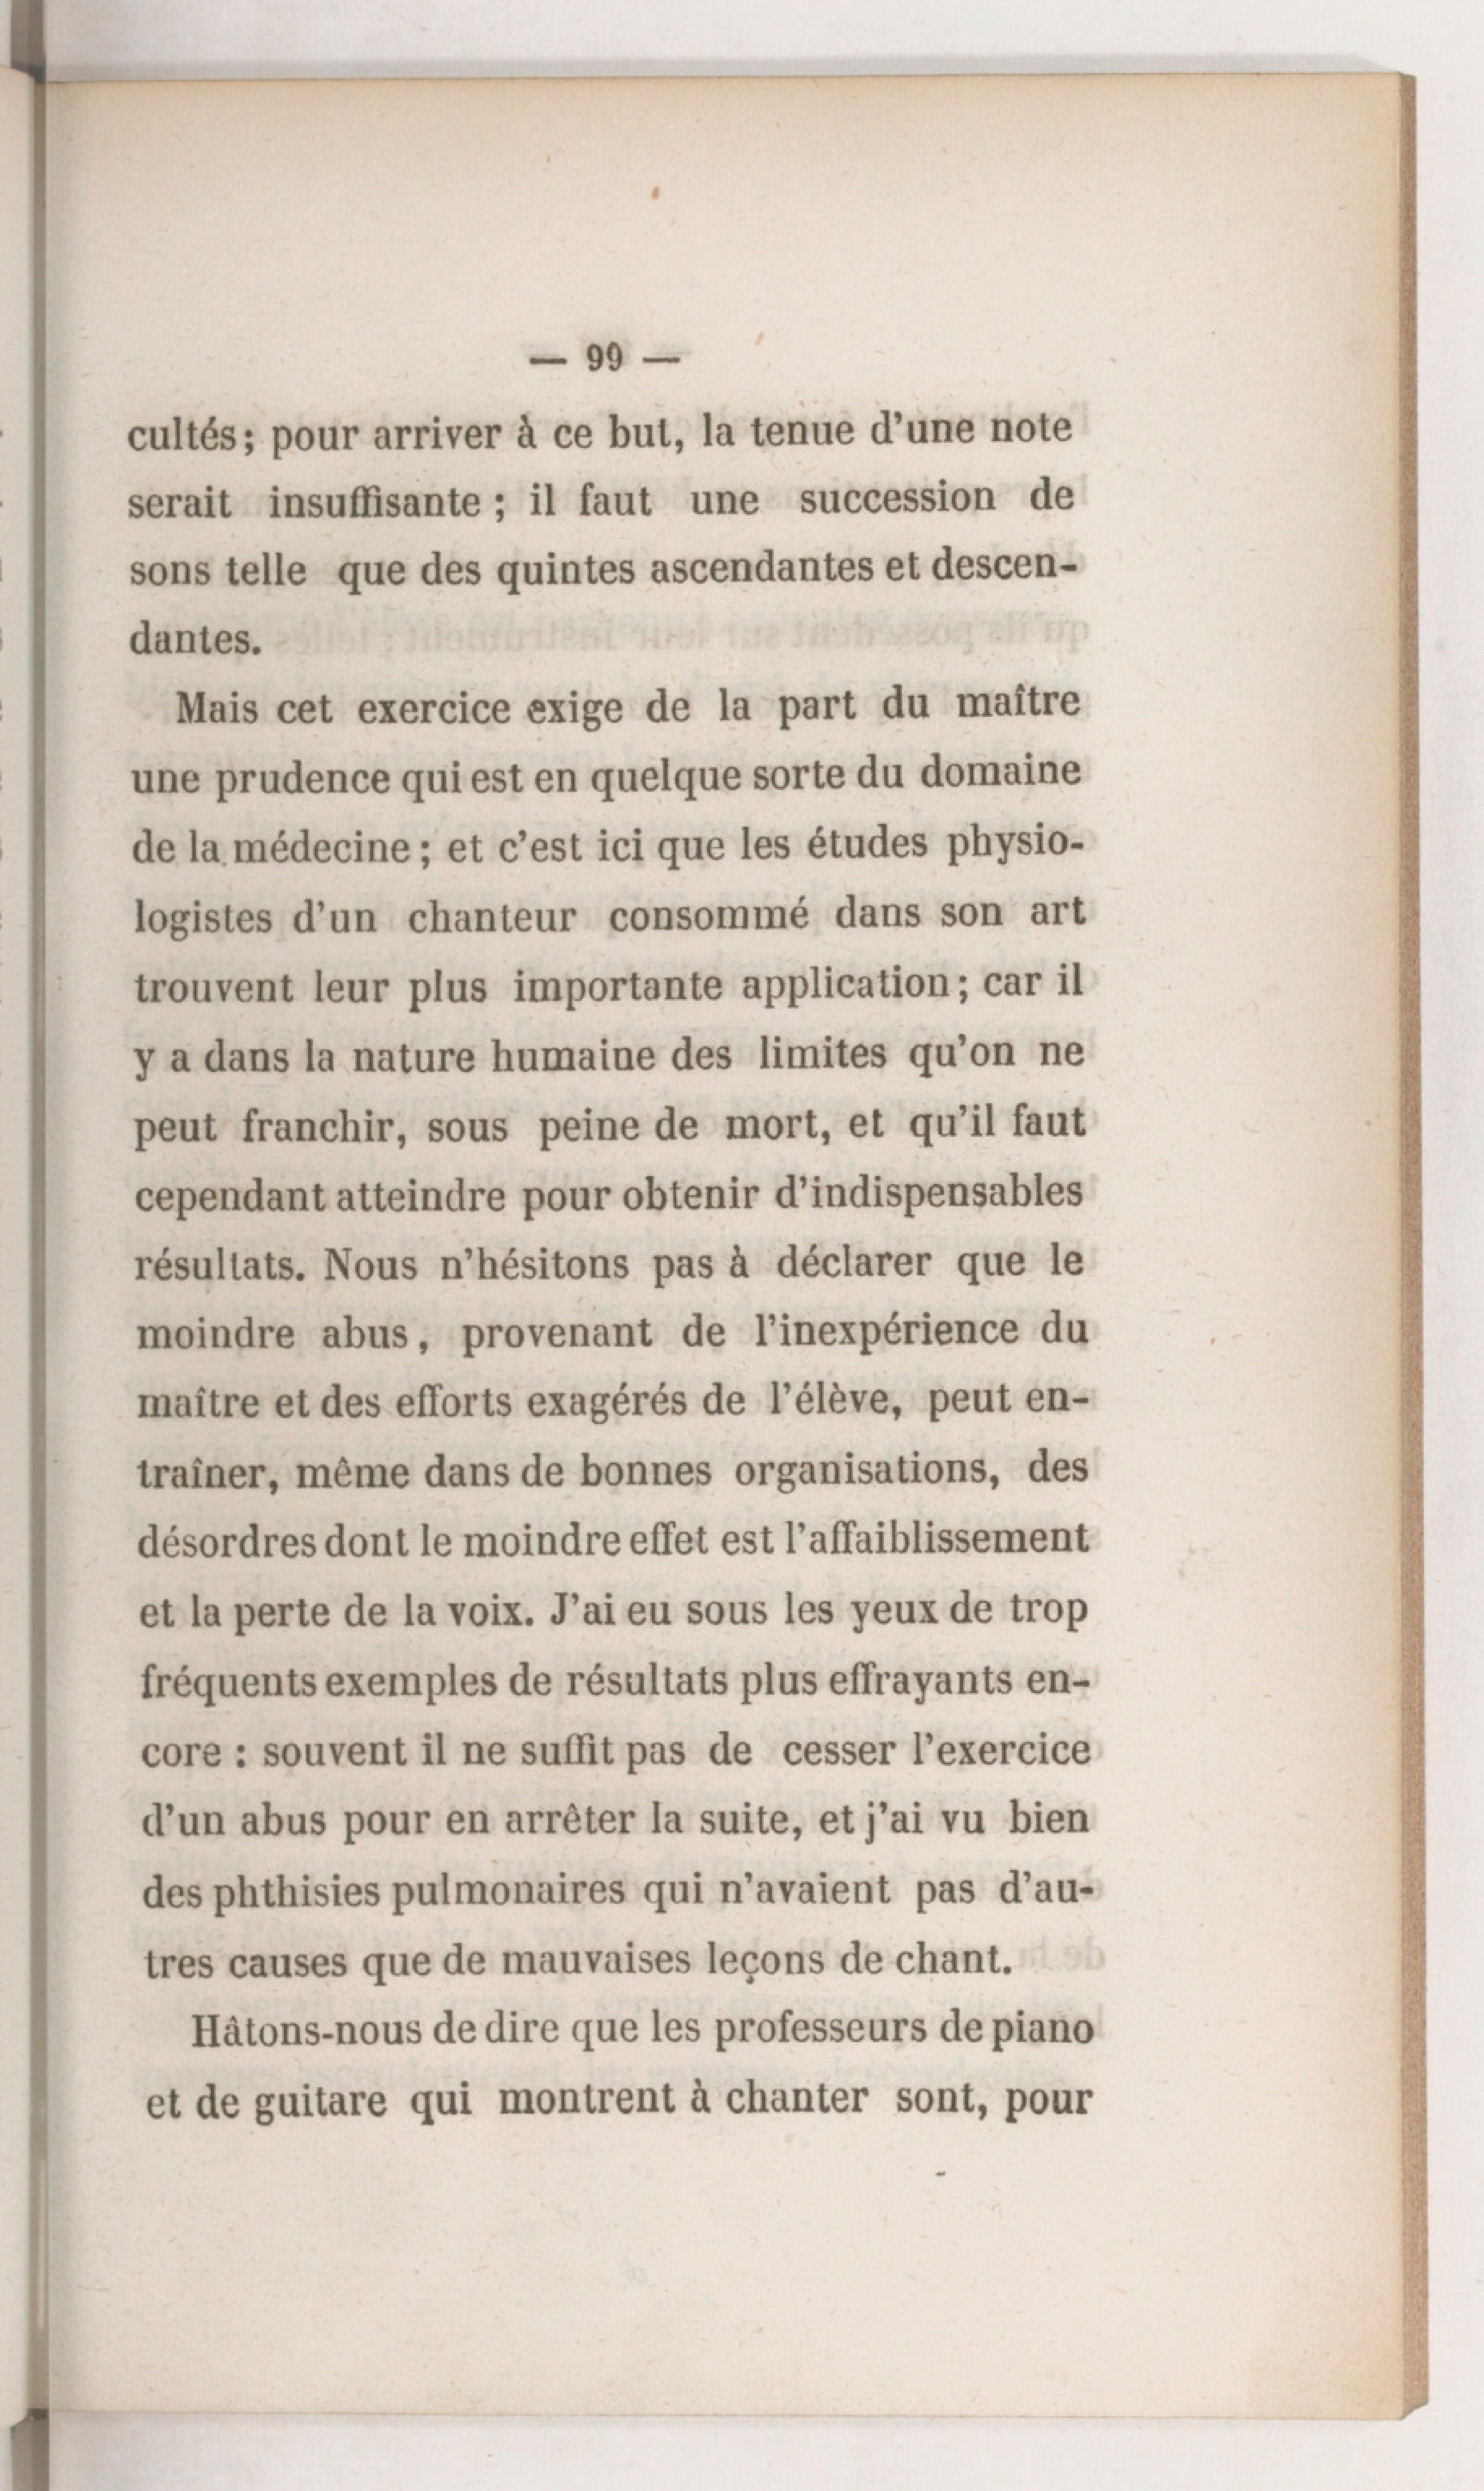 — 99 —
cultés; pour arriver à ce but, la tenue d'une note
serait insuffisante ; il faut une succession de
sons telle que des quintes ascendantes et descen-
dantes.
Mais cet exercice exige de la part du maître
une prudence qui est en quelque sorte du domaine
de la médecine ; et c'est ici que les études physio-
logistes d'un chanteur consommé dans son art
trouvent leur plus importante application; car il
y a dans la nature humaine des limites qu'on ne
peut franchir, sous peine de mort, et qu'il faut
cependant atteindre pour obtenir d'indispensables
résultats. Nous n'hésitons pas à déclarer que le
moindre abus, provenant de l'inexpérience du
maître et des efforts exagérés de l'élève, peut en-
traîner, même dans de bonnes organisations, des
désordres dont le moindre effet est l'affaiblissement
et la perte de la voix. J'ai eu sous les yeux de trop
fréquents exemples de résultats plus effrayants en-
core : souvent il ne suffit pas de cesser l'exercice
d'un abus pour en arrêter la suite, et j'ai vu bien
des phthisies pulmonaires qui n'avaient pas d'au-
tres causes que de mauvaises leçons de chant.
Hâtons-nous de dire que les professeurs de piano
et de guitare qui montrent à chanter sont, pour